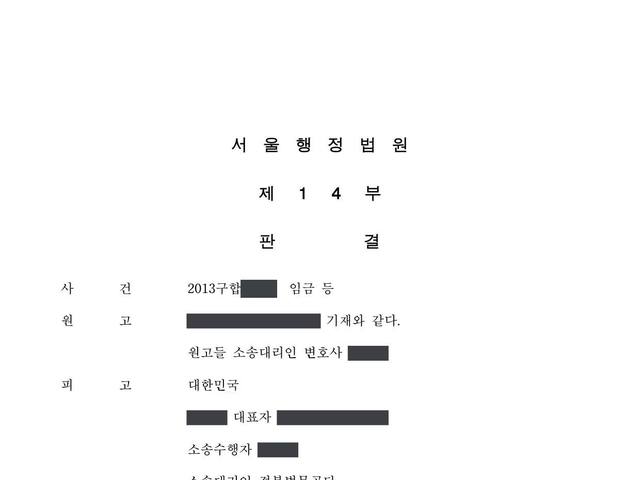 서 울 행 정 법 원
제 1 4 부
판 결
사 건 2013구합 임금 등
원 고 기재와 같다.
원고들 소송대리인 변호사
피 고 대한민국
대표자
소송수행자